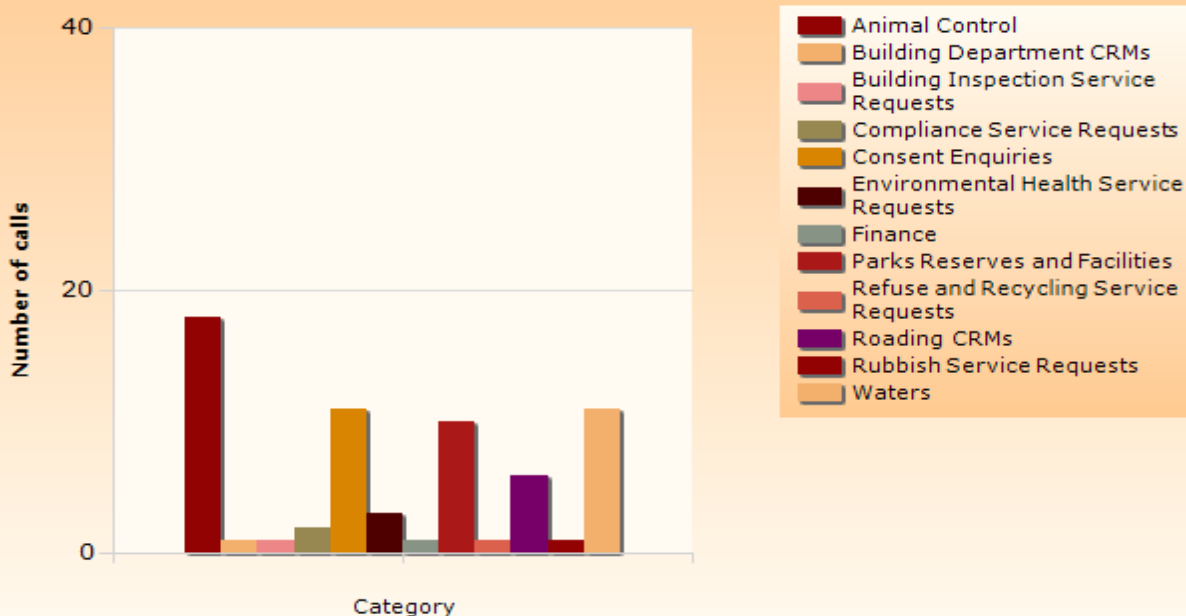 40
20
0
Number of calls
Category
Animal Control
Building Department CRMs
Building Inspection Service
Requests
Compliance Service Requests
Consent Enquiries
Environmental Health Service
Requests
Finance
Parks Reserves and Facilities
Refuse and Recycling Service
Requests
Roading CRMs
Rubbish Service Requests
Waters